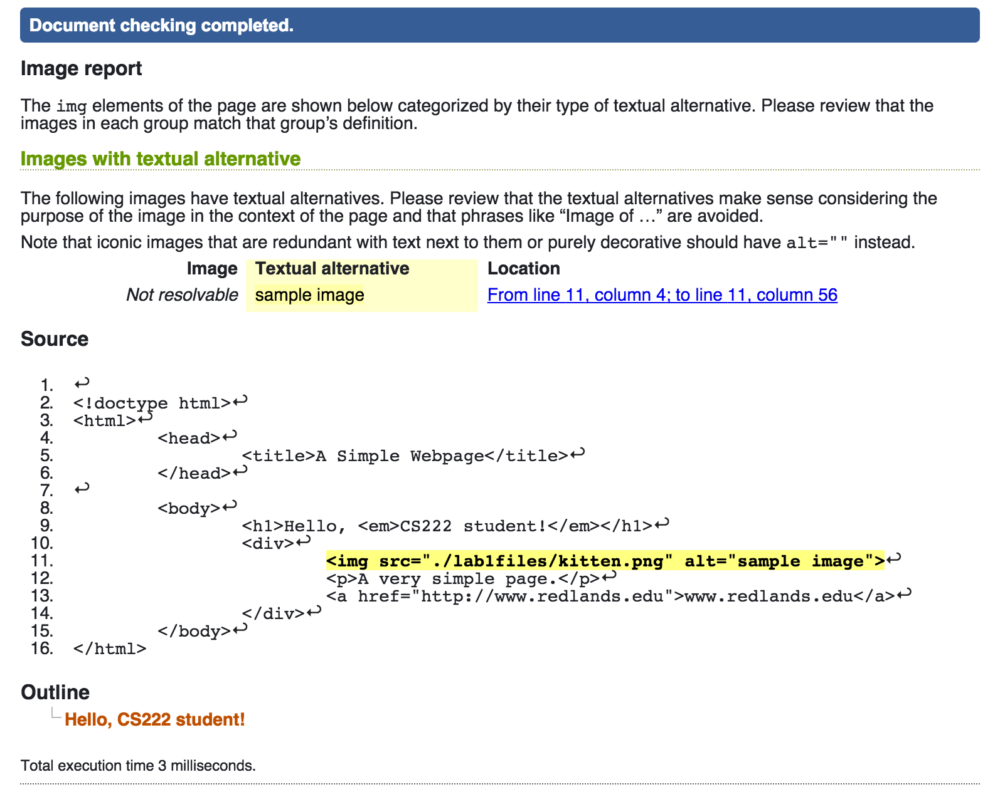 Document checking completed.
Image report
The img elements of the page are shown below categorized by their type of textual alternative. Please review that the
images in each group match that group’s definition.
Images with textual alternative
The following images have textual alternatives. Please review that the textual alternatives make sense considering the
purpose of the image in the context of the page and that phrases like “Image of …” are avoided.
Note that iconic images that are redundant with text next to them or purely decorative should have alt="" instead.
Image Textual alternative Location
Not resolvable sample image From line 11, column 4; to line 11, column 56
Source
1. ↩
2. <!doctype html>↩
3. <html>↩
4. <head>↩
5. <title>A Simple Webpage</title>↩
6. </head>↩
7. ↩
8. <body>↩
9. <h1>Hello, <em>CS222 student!</em></h1>↩
10. <div>↩
11. <img src="./lab1files/kitten.png" alt="sample image">↩
12. <p>A very simple page.</p>↩
13. <a href="http://www.redlands.edu">www.redlands.edu</a>↩
14. </div>↩
15. </body>↩
16. </html>
Outline
Hello, CS222 student!
Total execution time 3 milliseconds.